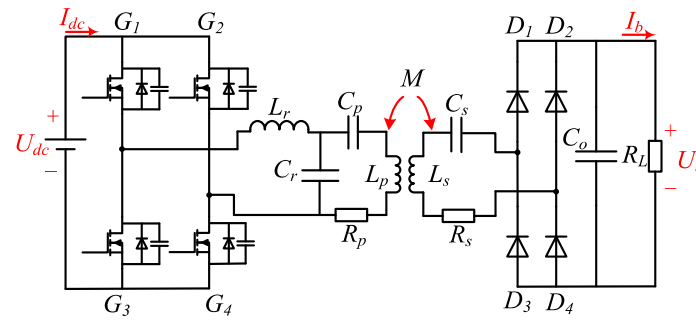 I_dc
G_1
G_2
D_1
D_2
I_b
M
L_r
C_p
C_s
+
U_dc
−
C_r
L_p
L_s
C_o
R_L
+
U
−
R_p
R_s
G_3
G_4
D_3
D_4